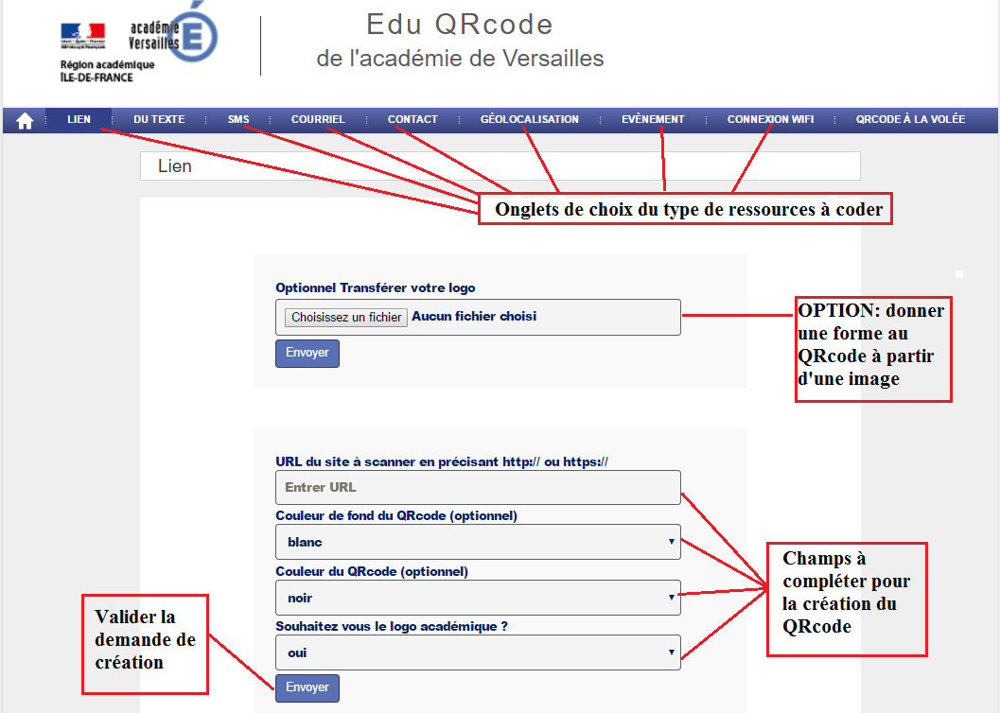 académie
Versailles
Région académique
ÎLE-DE-FRANCE
Edu QRcode
de l'académie de Versailles
LIEN DU TEXTE SMS COURRIEL CONTACT GÉOLOCALISATION EVÈNEMENT CONNEXION WIFI QRCODE À LA VOLÉE
Lien
Onglets de choix du type de ressources à coder
Optionnel Transférer votre logo
Choisissez un fichier Aucun fichier choisi
Envoyer
OPTION: donner
une forme au
QRcode à partir
d'une image
URL du site à scanner en précisant http:// ou https://
Entrer URL
Couleur de fond du QRcode (optionnel)
blanc
Couleur du QRcode (optionnel)
noir
Souhaitez vous le logo académique ?
oui
Envoyer
Champs à
compléter pour
la création du
QRcode
Valider la
demande de
création